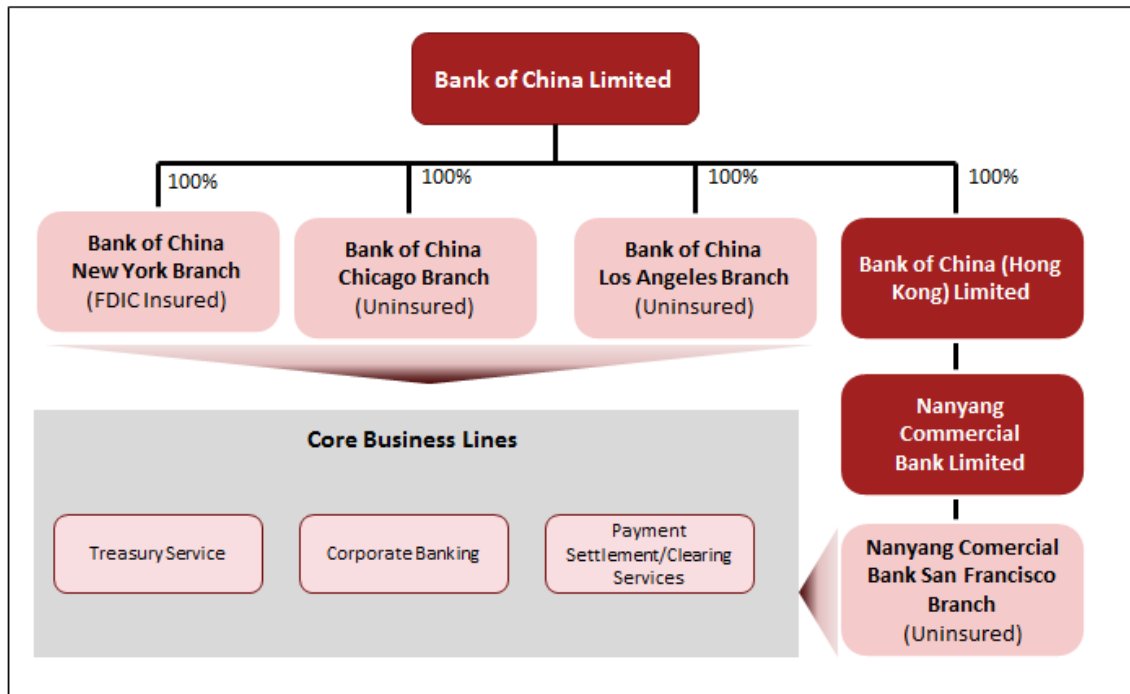 Bank of China Limited
100%
100%
100%
100%
Bank of China
New York Branch
(FDIC Insured)
Bank of China
Chicago Branch
(Uninsured)
Bank of China
Los Angeles Branch
(Uninsured)
Bank of China (Hong
Kong) Limited
Nanyang
Commercial
Bank Limited
Core Business Lines
Treasury Service
Corporate Banking
Payment
Settlement/Clearing
Services
Nanyang Comercial
Bank San Francisco
Branch
(Uninsured)